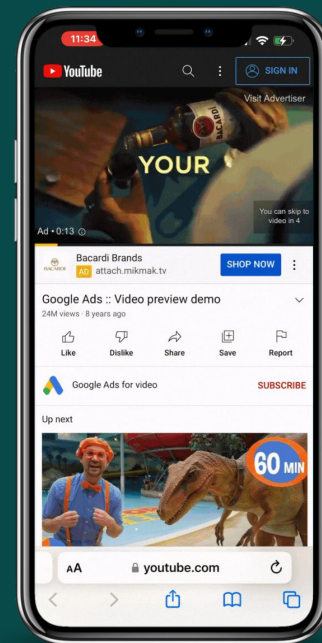 11:34
YouTube
SIGN IN
Visit Advertiser
BACARDÍ
YOUR
You can skip to
video in 4
Ad • 0:13
BACARDÍ
Bacardi Brands
AD attach.mikmak.tv
SHOP NOW
Google Ads :: Video preview demo
24M views · 8 years ago
Like Dislike Share Save Report
Google Ads for video
SUBSCRIBE
Up next
60 MIN
AA youtube.com